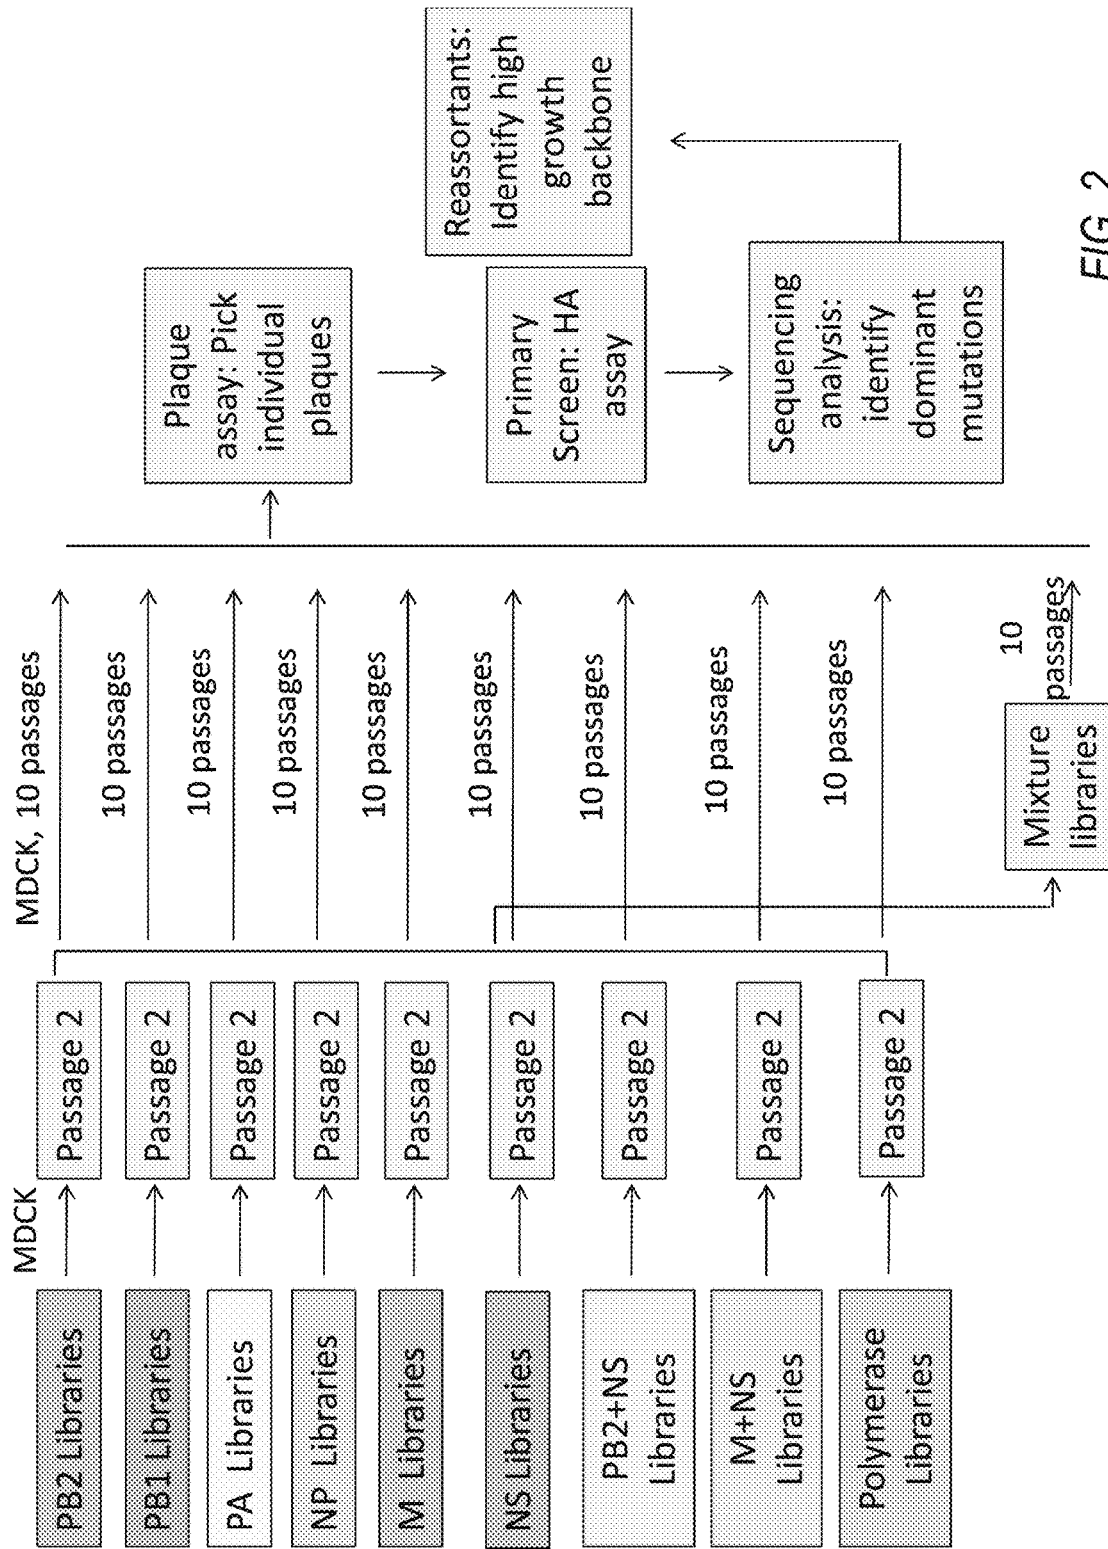 MDCK
MDCK, 10 passages
PB2 Libraries
Passage 2
PB1 Libraries
Passage 2
10 passages
PA Libraries
Passage 2
10 passages
NP Libraries
Passage 2
10 passages
M Libraries
Passage 2
10 passages
NS Libraries
Passage 2
10 passages
PB2+NS
Libraries
Passage 2
10 passages
M+NS
Libraries
Passage 2
10 passages
Polymerase
Libraries
Passage 2
10 passages
Mixture
libraries
10
passages
Plaque
assay: Pick
individual
plaques
Primary
Screen: HA
assay
Sequencing
analysis:
identify
dominant
mutations
Reassortants:
Identify high
growth
backbone
FIG. 2